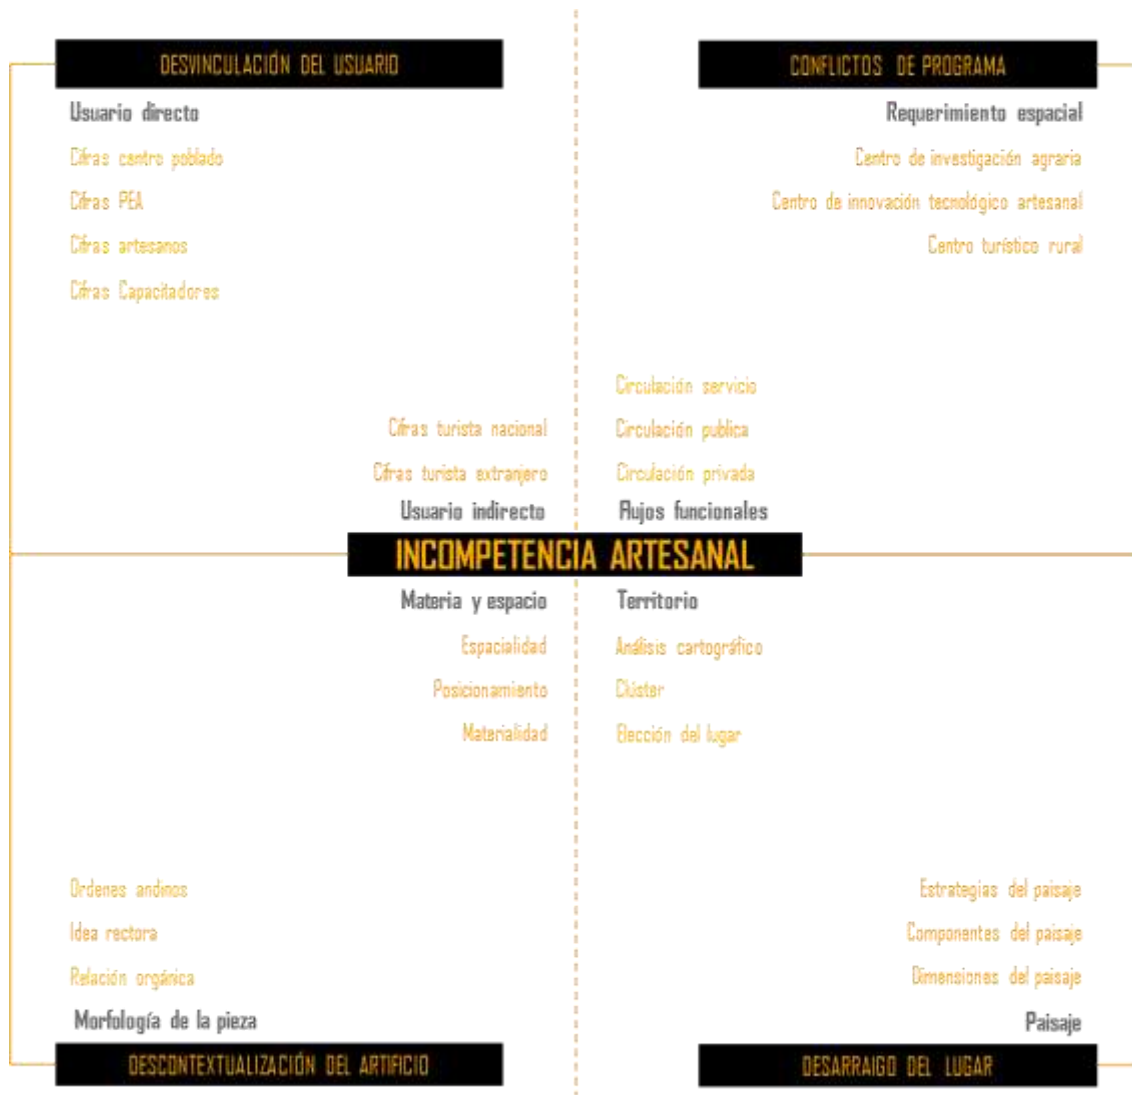 DESVINCULACIÓN DEL USUARIO
Usuario directo
Cifras centro poblado
Cifras PEA
Cifras artesanos
Cifras Capacitadores
Cifras turista nacional
Cifras turista extranjero
Usuario indirecto
CONFLICTOS DE PROGRAMA
Requerimiento espacial
Centro de investigación agraria
Centro de innovación tecnológico artesanal
Centro turístico rural
Circulación servicio
Circulación publica
Circulación privada
Flujos funcionales
INCOMPETENCIA ARTESANAL
Materia y espacio
Espacialidad
Posicionamiento
Materialidad
Ordenes andinos
Idea rectora
Relación orgánica
Morfología de la pieza
DESCONTEXTUALIZACIÓN DEL ARTIFICIO
Territorio
Análisis cartográfico
Clúster
Elección del lugar
Estrategias del paisaje
Componentes del paisaje
Dimensiones del paisaje
Paisaje
DESARRAIGO DEL LUGAR